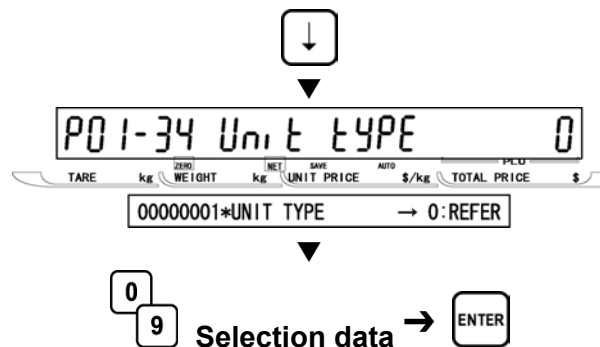 ↓
▼
P01-34 Unit tYPE 0
ZERO NET SAVE AUTO PLU
TARE kg WEIGHT kg UNIT PRICE $/kg TOTAL PRICE $
00000001*UNIT TYPE → 0:REFER
▼
0
9 Selection data → ENTER